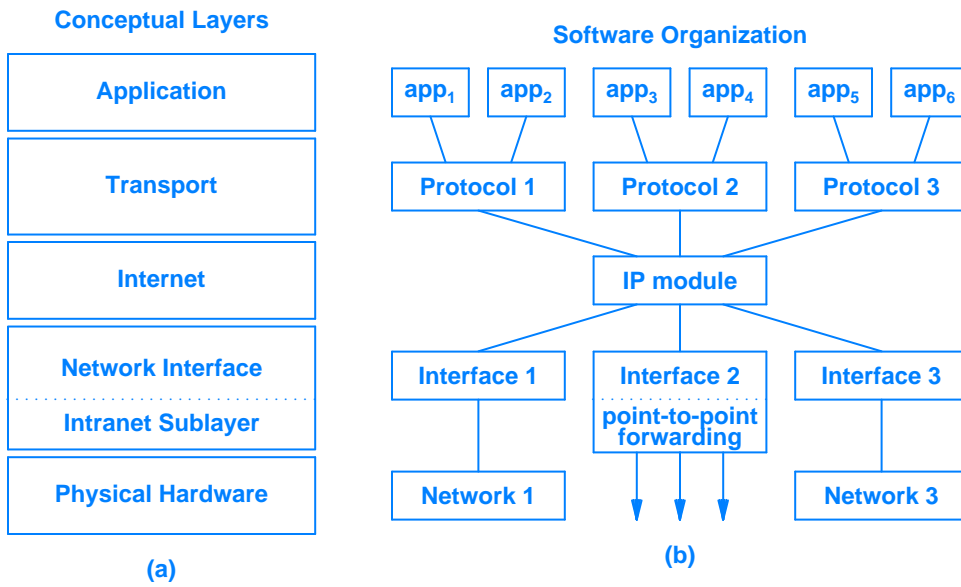 Conceptual Layers
Application
Transport
Internet
Network Interface
Intranet Sublayer
Physical Hardware
(a)
Software Organization
app₁ app₂ app₃ app₄ app₅ app₆
Protocol 1 Protocol 2 Protocol 3
IP module
Interface 1 Interface 2 Interface 3
point-to-point
forwarding
Network 1 Network 3
(b)